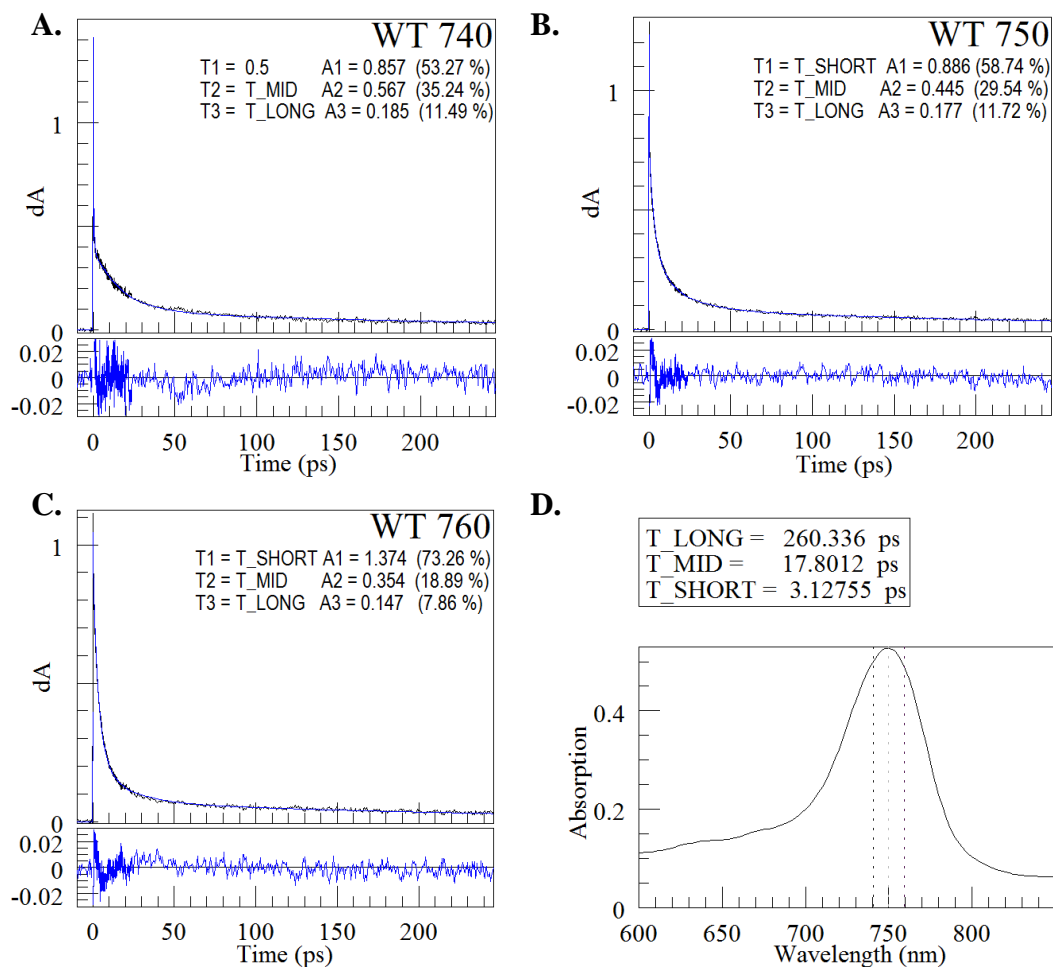 A.
WT 740
T1 = 0.5 A1 = 0.857 (53.27 %)
T2 = T_MID A2 = 0.567 (35.24 %)
T3 = T_LONG A3 = 0.185 (11.49 %)
1
dA
0
0.02
0
-0.02
0 50 100 150 200
Time (ps)
B.
WT 750
T1 = T_SHORT A1 = 0.886 (58.74 %)
T2 = T_MID A2 = 0.445 (29.54 %)
T3 = T_LONG A3 = 0.177 (11.72 %)
1
dA
0
0.02
0
-0.02
0 50 100 150 200
Time (ps)
C.
WT 760
T1 = T_SHORT A1 = 1.374 (73.26 %)
T2 = T_MID A2 = 0.354 (18.89 %)
T3 = T_LONG A3 = 0.147 (7.86 %)
1
dA
0
0.02
0
-0.02
0 50 100 150 200
Time (ps)
D.
T_LONG = 260.336 ps
T_MID = 17.8012 ps
T_SHORT = 3.12755 ps
0.4
Absorption
0.2
0
600 650 700 750 800
Wavelength (nm)